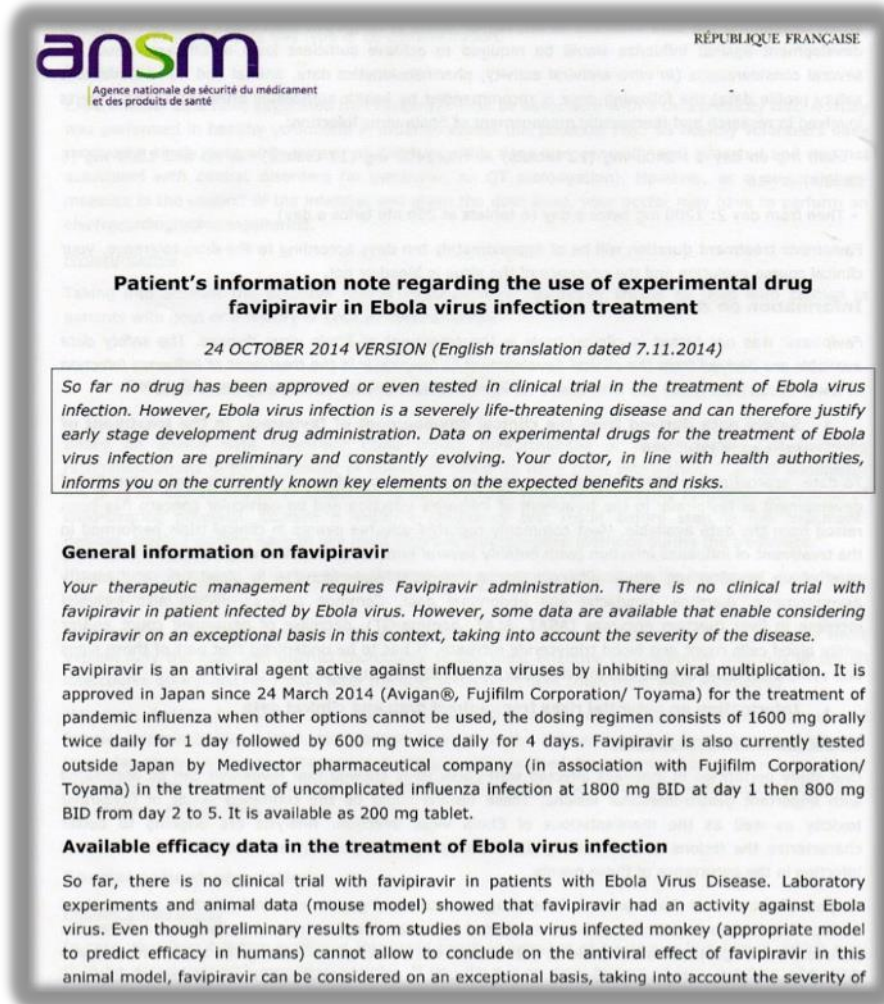 ansm
Agence nationale de sécurité du médicament
et des produits de santé
RÉPUBLIQUE FRANÇAISE
Patient's information note regarding the use of experimental drug
favipiravir in Ebola virus infection treatment
24 OCTOBER 2014 VERSION (English translation dated 7.11.2014)
So far no drug has been approved or even tested in clinical trial in the treatment of Ebola virus
infection. However, Ebola virus infection is a severely life-threatening disease and can therefore justify
early stage development drug administration. Data on experimental drugs for the treatment of Ebola
virus infection are preliminary and constantly evolving. Your doctor, in line with health authorities,
informs you on the currently known key elements on the expected benefits and risks.
General information on favipiravir
Your therapeutic management requires Favipiravir administration. There is no clinical trial with
favipiravir in patient infected by Ebola virus. However, some data are available that enable considering
favipiravir on an exceptional basis in this context, taking into account the severity of the disease.
Favipiravir is an antiviral agent active against influenza viruses by inhibiting viral multiplication. It is
approved in Japan since 24 March 2014 (Avigan®, Fujifilm Corporation/ Toyama) for the treatment of
pandemic influenza when other options cannot be used, the dosing regimen consists of 1600 mg orally
twice daily for 1 day followed by 600 mg twice daily for 4 days. Favipiravir is also currently tested
outside Japan by Medivector pharmaceutical company (in association with Fujifilm Corporation/
Toyama) in the treatment of uncomplicated influenza infection at 1800 mg BID at day 1 then 800 mg
BID from day 2 to 5. It is available as 200 mg tablet.
Available efficacy data in the treatment of Ebola virus infection
So far, there is no clinical trial with favipiravir in patients with Ebola Virus Disease. Laboratory
experiments and animal data (mouse model) showed that favipiravir had an activity against Ebola
virus. Even though preliminary results from studies on Ebola virus infected monkey (appropriate model
to predict efficacy in humans) cannot allow to conclude on the antiviral effect of favipiravir in this
animal model, favipiravir can be considered on an exceptional basis, taking into account the severity of